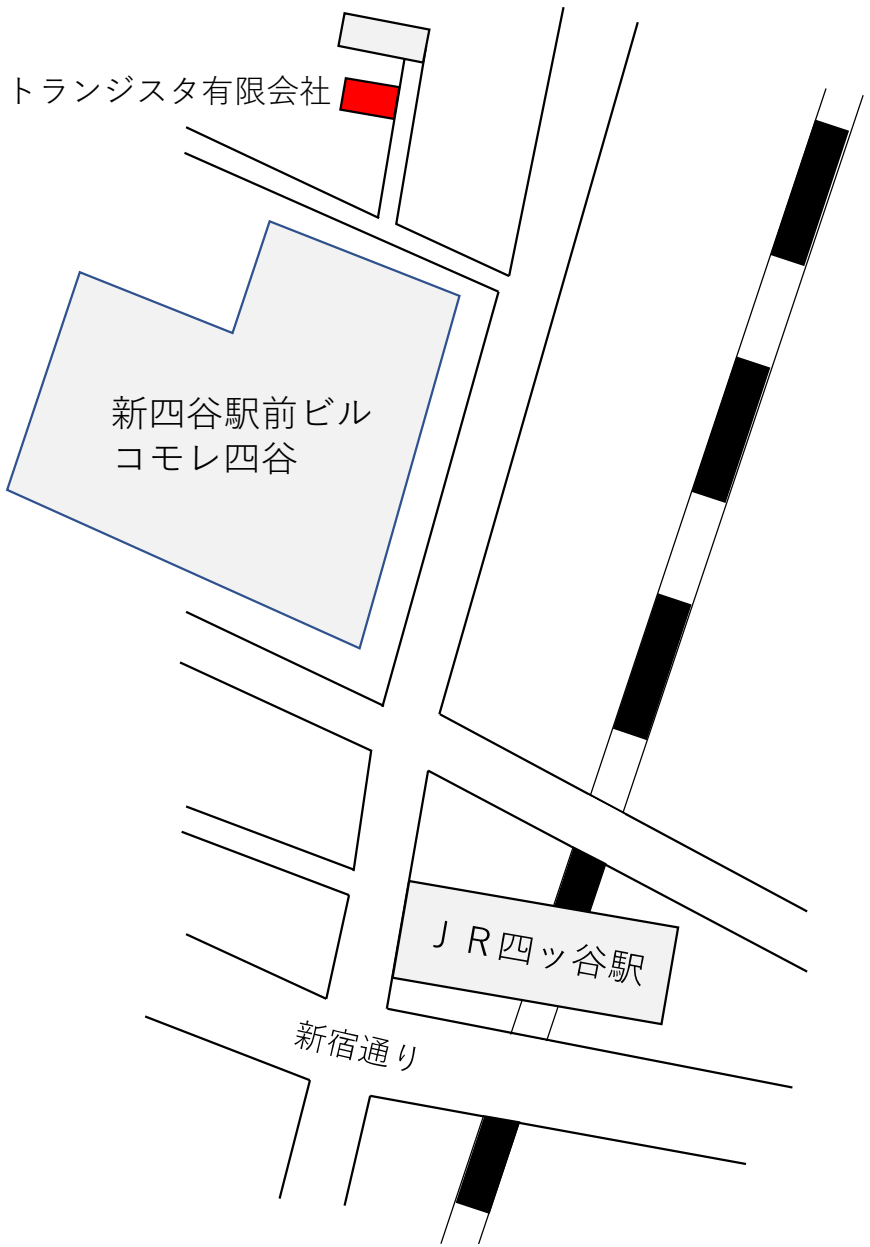 トランジスタ有限会社
新四谷駅前ビル
コモレ四谷
ＪＲ四ッ谷駅
新宿通り